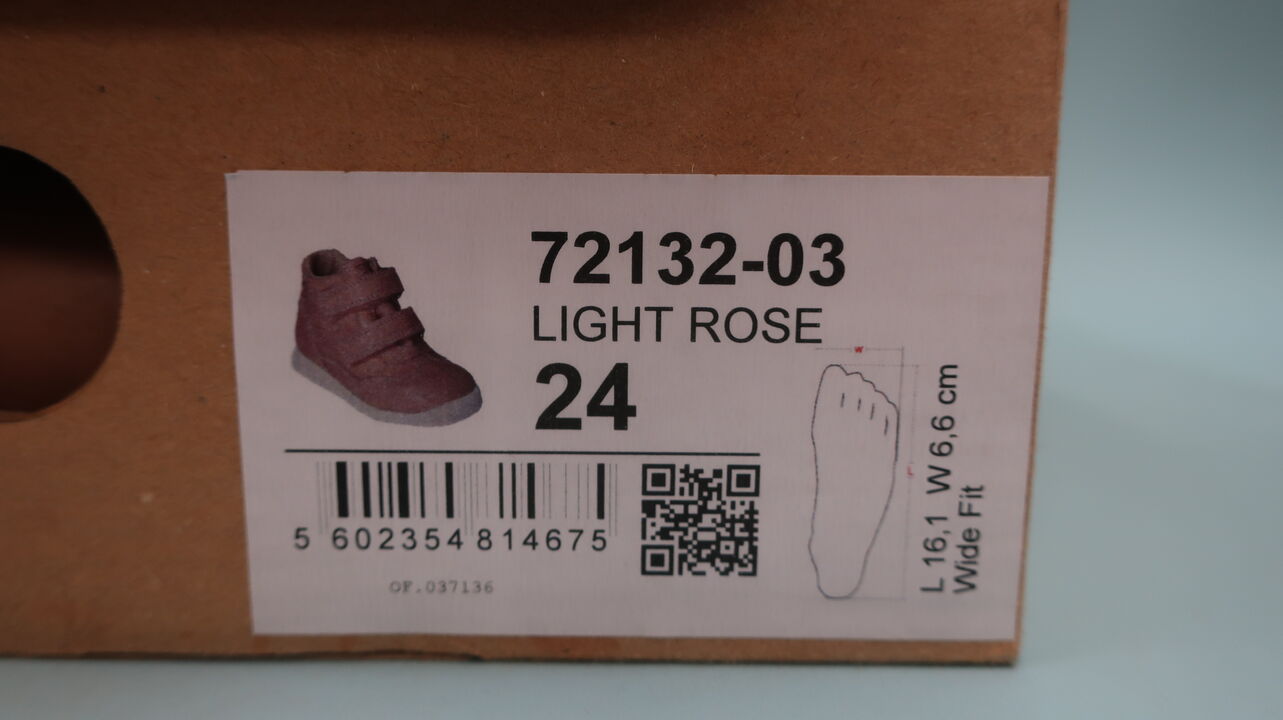 72132-03
LIGHT ROSE
24
5 602354 814675
OF.037136
L 16,1 W 6,6 cm
Wide Fit